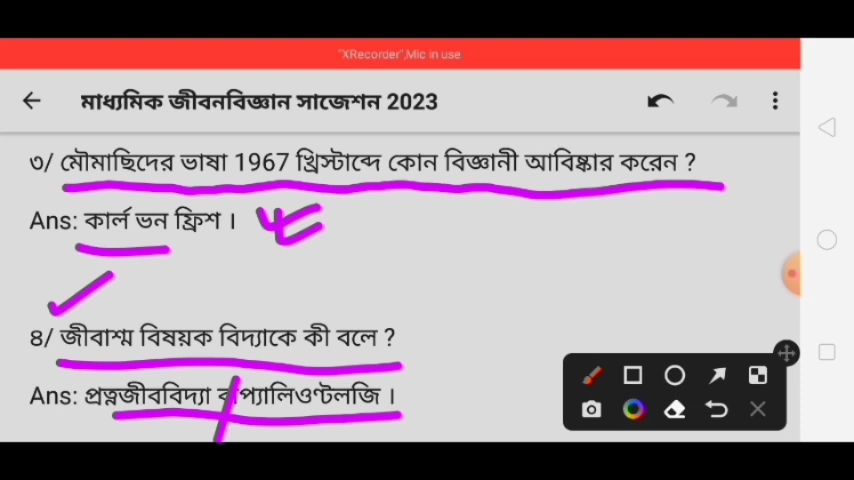 "XRecorder",Mic in use
মাধ্যমিক জীবনবিজ্ঞান সাজেশন 2023
৩/ মৌমাছিদের ভাষা 1967 খ্রিস্টাব্দে কোন বিজ্ঞানী আবিষ্কার করেন ?
Ans: কার্ল ভন ফ্রিশ ।
৪/ জীবাশ্ম বিষয়ক বিদ্যাকে কী বলে ?
Ans: প্রত্নজীববিদ্যা বা প্যালিওণ্টলজি ।